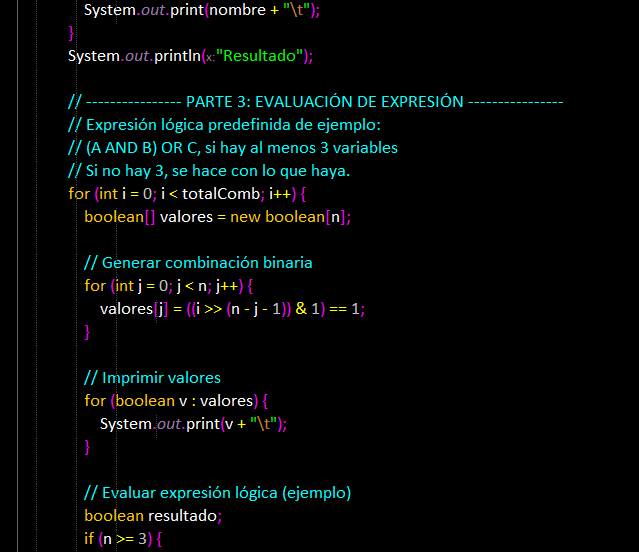 System.out.print(nombre + "\t");
}
System.out.println(x:"Resultado");
// ---------------- PARTE 3: EVALUACIÓN DE EXPRESIÓN ----------------
// Expresión lógica predefinida de ejemplo:
// (A AND B) OR C, si hay al menos 3 variables
// Si no hay 3, se hace con lo que haya.
for (int i = 0; i < totalComb; i++) {
boolean[] valores = new boolean[n];
// Generar combinación binaria
for (int j = 0; j < n; j++) {
valores[j] = ((i >> (n - j - 1)) & 1) == 1;
}
// Imprimir valores
for (boolean v : valores) {
System.out.print(v + "\t");
}
// Evaluar expresión lógica (ejemplo)
boolean resultado;
if (n >= 3) {